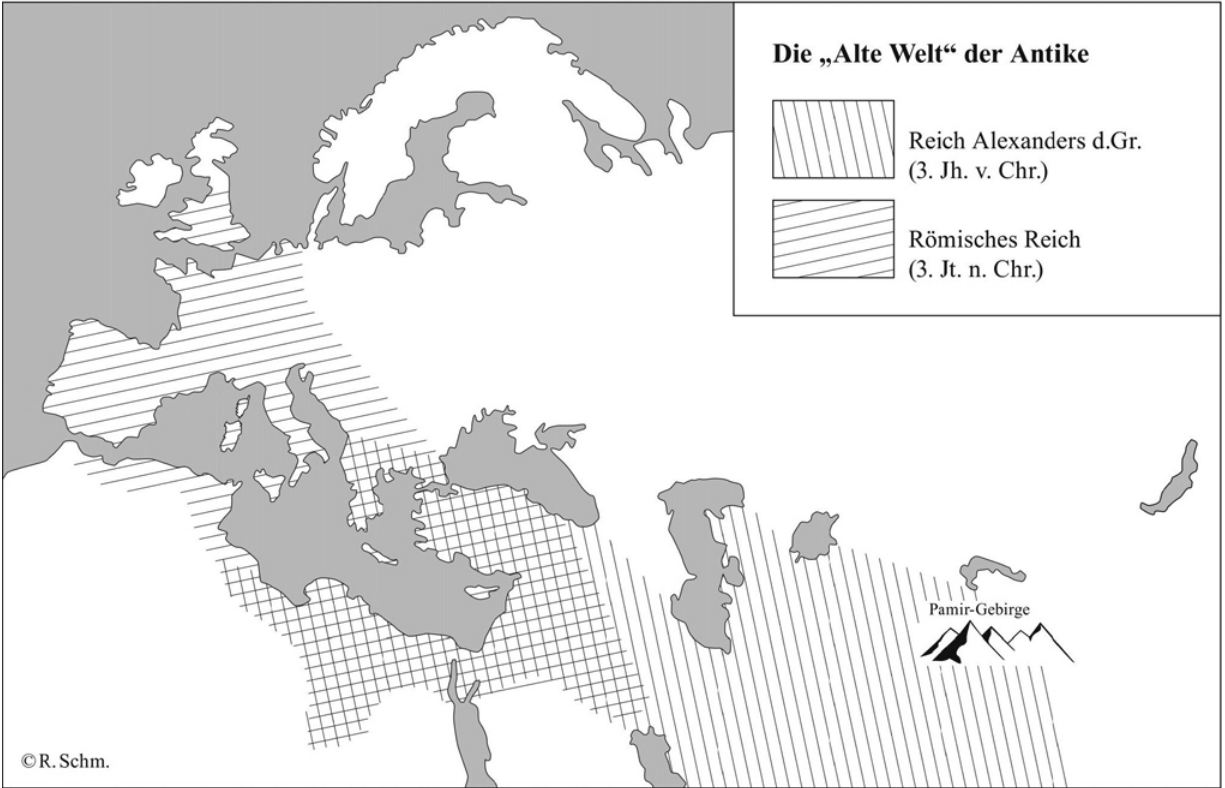 Die „Alte Welt“ der Antike
Reich Alexanders d.Gr.
(3. Jh. v. Chr.)
Römisches Reich
(3. Jt. n. Chr.)
Pamir-Gebirge
© R. Schm.